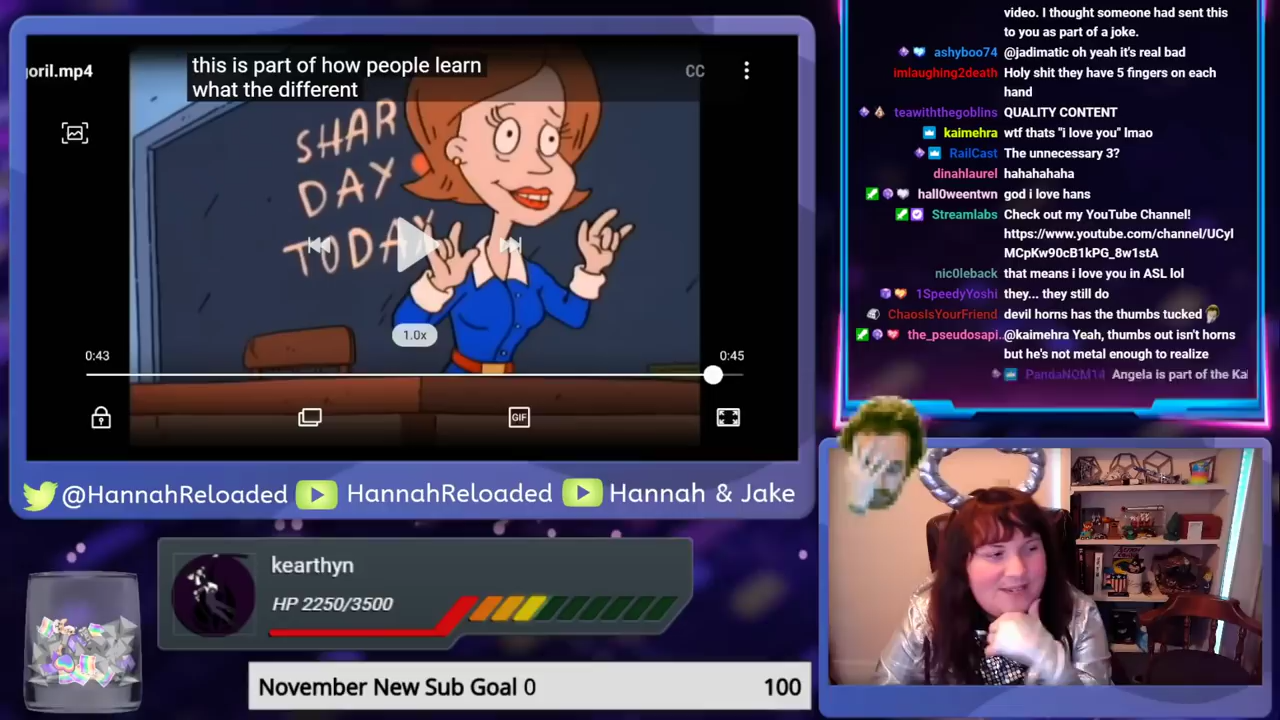 oril.mp4
this is part of how people learn
what the different
CC
SHAR
DAY
TODAY
1.0x
0:43
0:45
GIF
@HannahReloaded
HannahReloaded
Hannah & Jake
kearthyn
HP 2250/3500
November New Sub Goal 0
100
video. I thought someone had sent this
to you as part of a joke.
ashyboo74 @jadimatic oh yeah it's real bad
imlaughing2death Holy shit they have 5 fingers on each
hand
teawiththegoblins QUALITY CONTENT
kaimehra wtf thats "i love you" lmao
RailCast The unnecessary 3?
dinahlaurel hahahahaha
hall0weentwn god i love hans
Streamlabs Check out my YouTube Channel!
https://www.youtube.com/channel/UCyl
MCpKw90cB1kPG_8w1stA
nic0leback that means i love you in ASL lol
1SpeedyYoshi they... they still do
ChaosIsYourFriend devil horns has the thumbs tucked
the_pseudosapi... @kaimehra Yeah, thumbs out isn't horns
but he's not metal enough to realize
PandaNOM14 Angela is part of the Kal